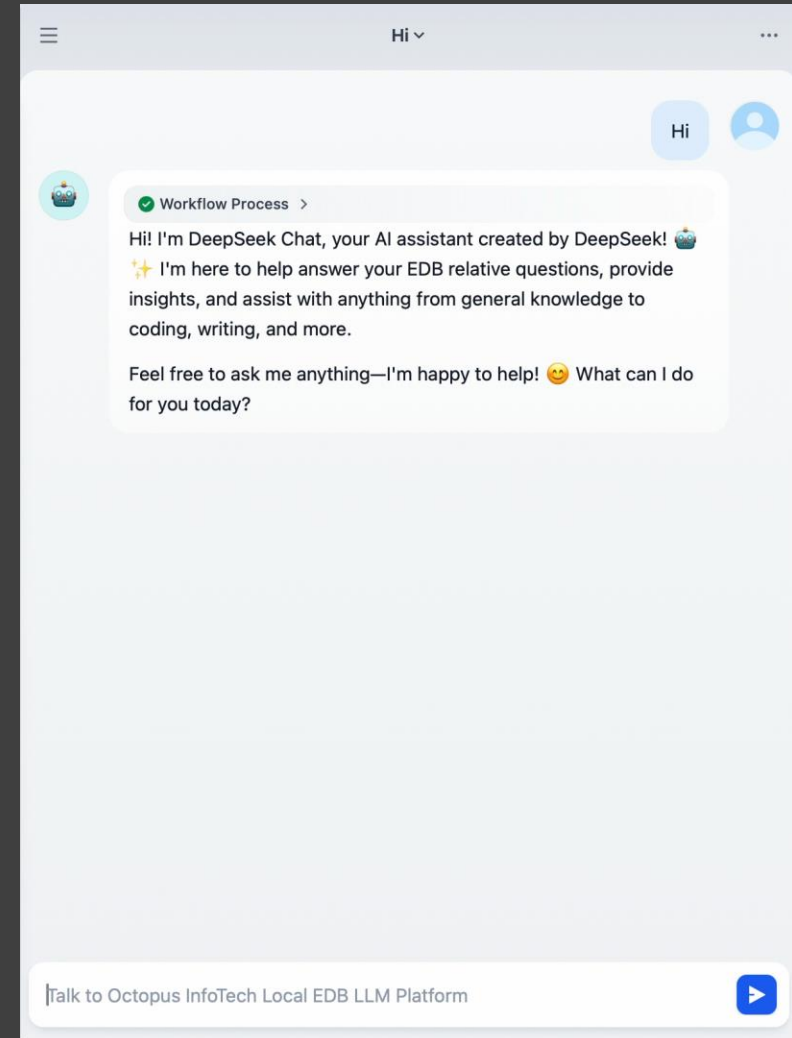 Hi
Hi
Workflow Process
Hi! I'm DeepSeek Chat, your AI assistant created by DeepSeek! 🤖
✨ I'm here to help answer your EDB relative questions, provide
insights, and assist with anything from general knowledge to
coding, writing, and more.
Feel free to ask me anything—I'm happy to help! 😊 What can I do
for you today?
Talk to Octopus InfoTech Local EDB LLM Platform